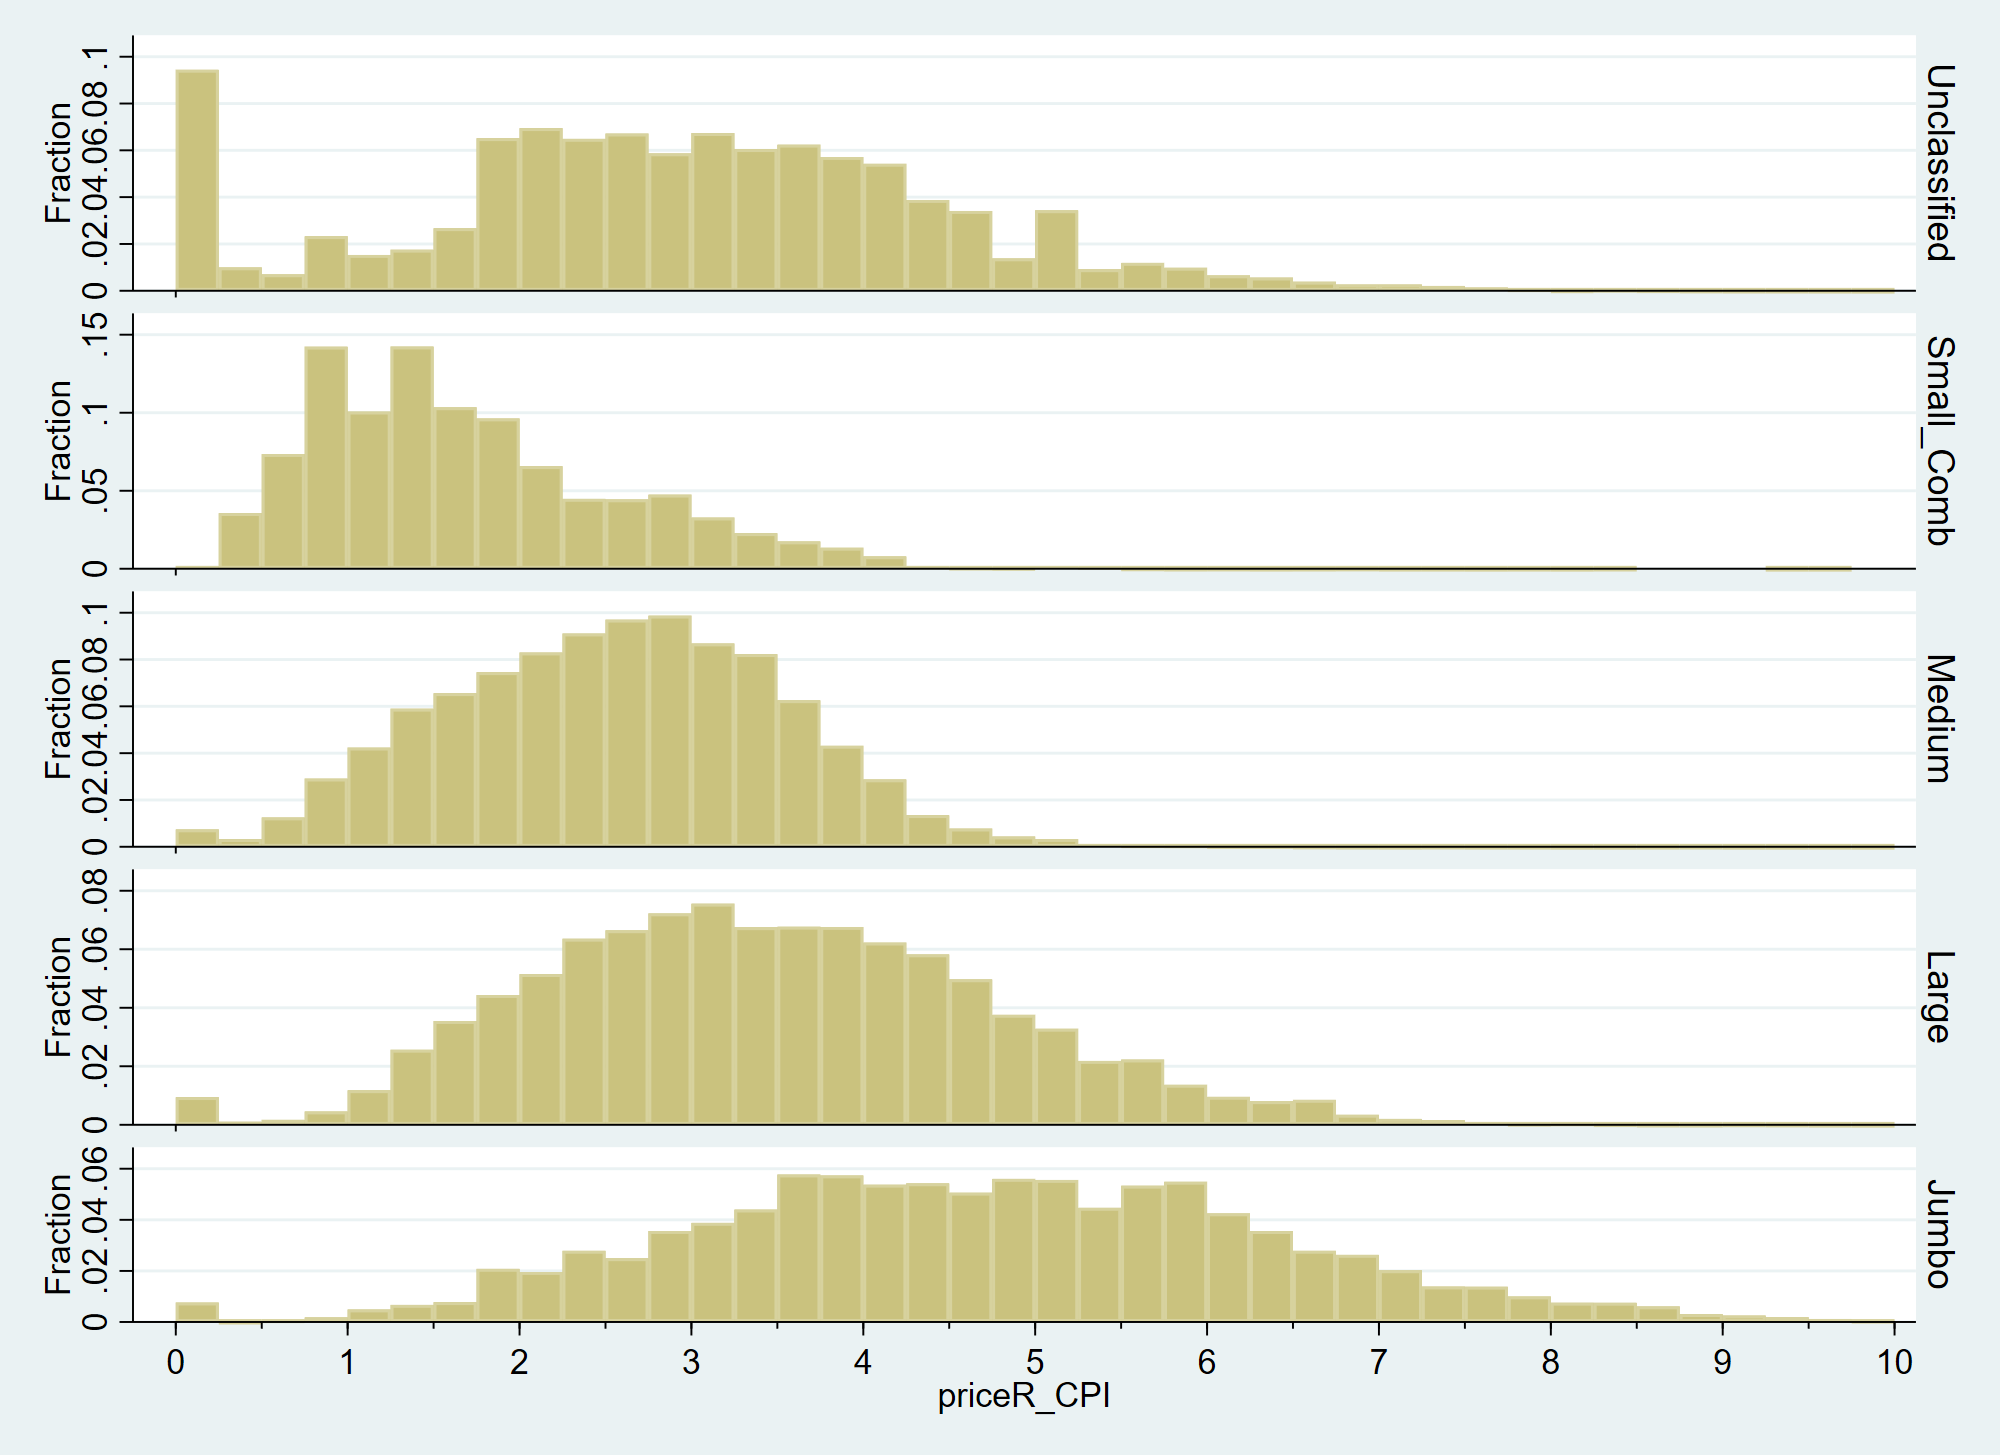 Fraction
0 .02 .04 .06 .08 .1
Unclassified
Fraction
0 .05 .1 .15
Small_Comb
Fraction
0 .02 .04 .06 .08 .1
Medium
Fraction
0 .02 .04 .06 .08
Large
Fraction
0 .02 .04 .06
Jumbo
0 1 2 3 4 5 6 7 8 9 10
priceR_CPI